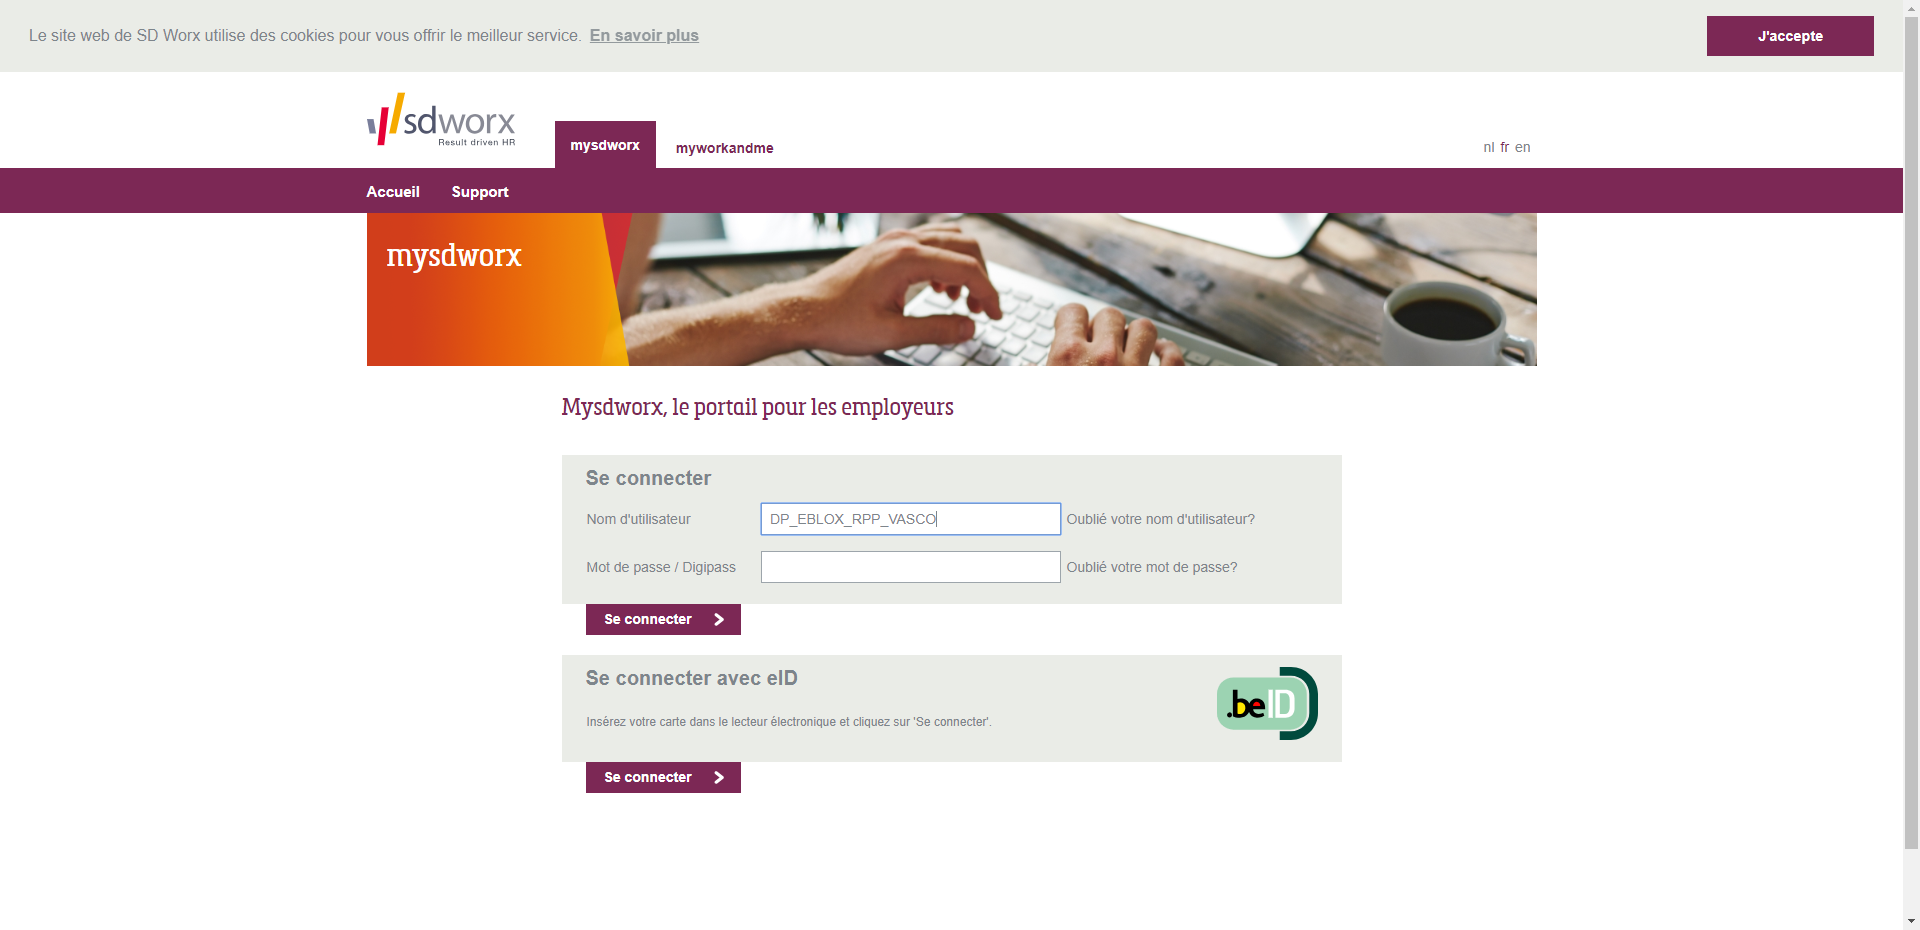 Le site web de SD Worx utilise des cookies pour vous offrir le meilleur service. En savoir plus
J'accepte
sdworx
Result driven HR
mysdworx
myworkandme
nl fr en
Accueil
Support
mysdworx
Mysdworx, le portail pour les employeurs
Se connecter
Nom d'utilisateur
DP_EBLOX_RPP_VASCO
Oublié votre nom d'utilisateur?
Mot de passe / Digipass
Oublié votre mot de passe?
Se connecter
Se connecter avec eID
.beID
Insérez votre carte dans le lecteur électronique et cliquez sur 'Se connecter'.
Se connecter